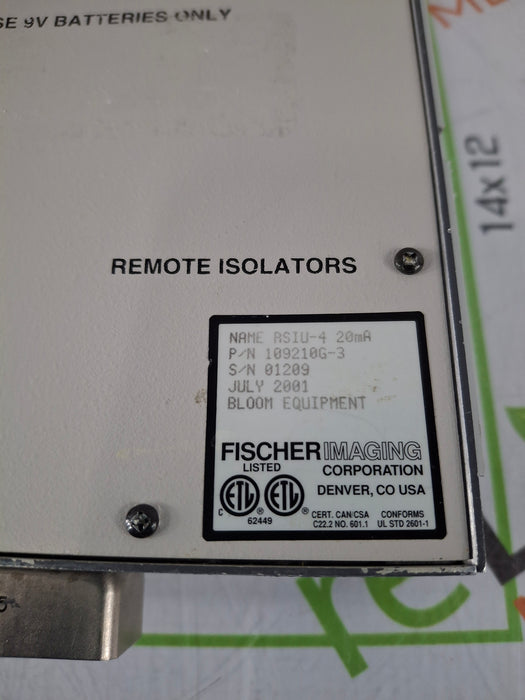 SE 9V BATTERIES ONLY
14x12
REMOTE ISOLATORS
NAME RSIU-4 20mA
P/N 109210G-3
S/N 01209
JULY 2001
BLOOM EQUIPMENT
FISCHER IMAGING
CORPORATION
DENVER, CO USA
LISTED
C ETL ® ETL ®
62449
CERT. CAN/CSA
C22.2 NO. 601.1
CONFORMS
UL STD 2601-1